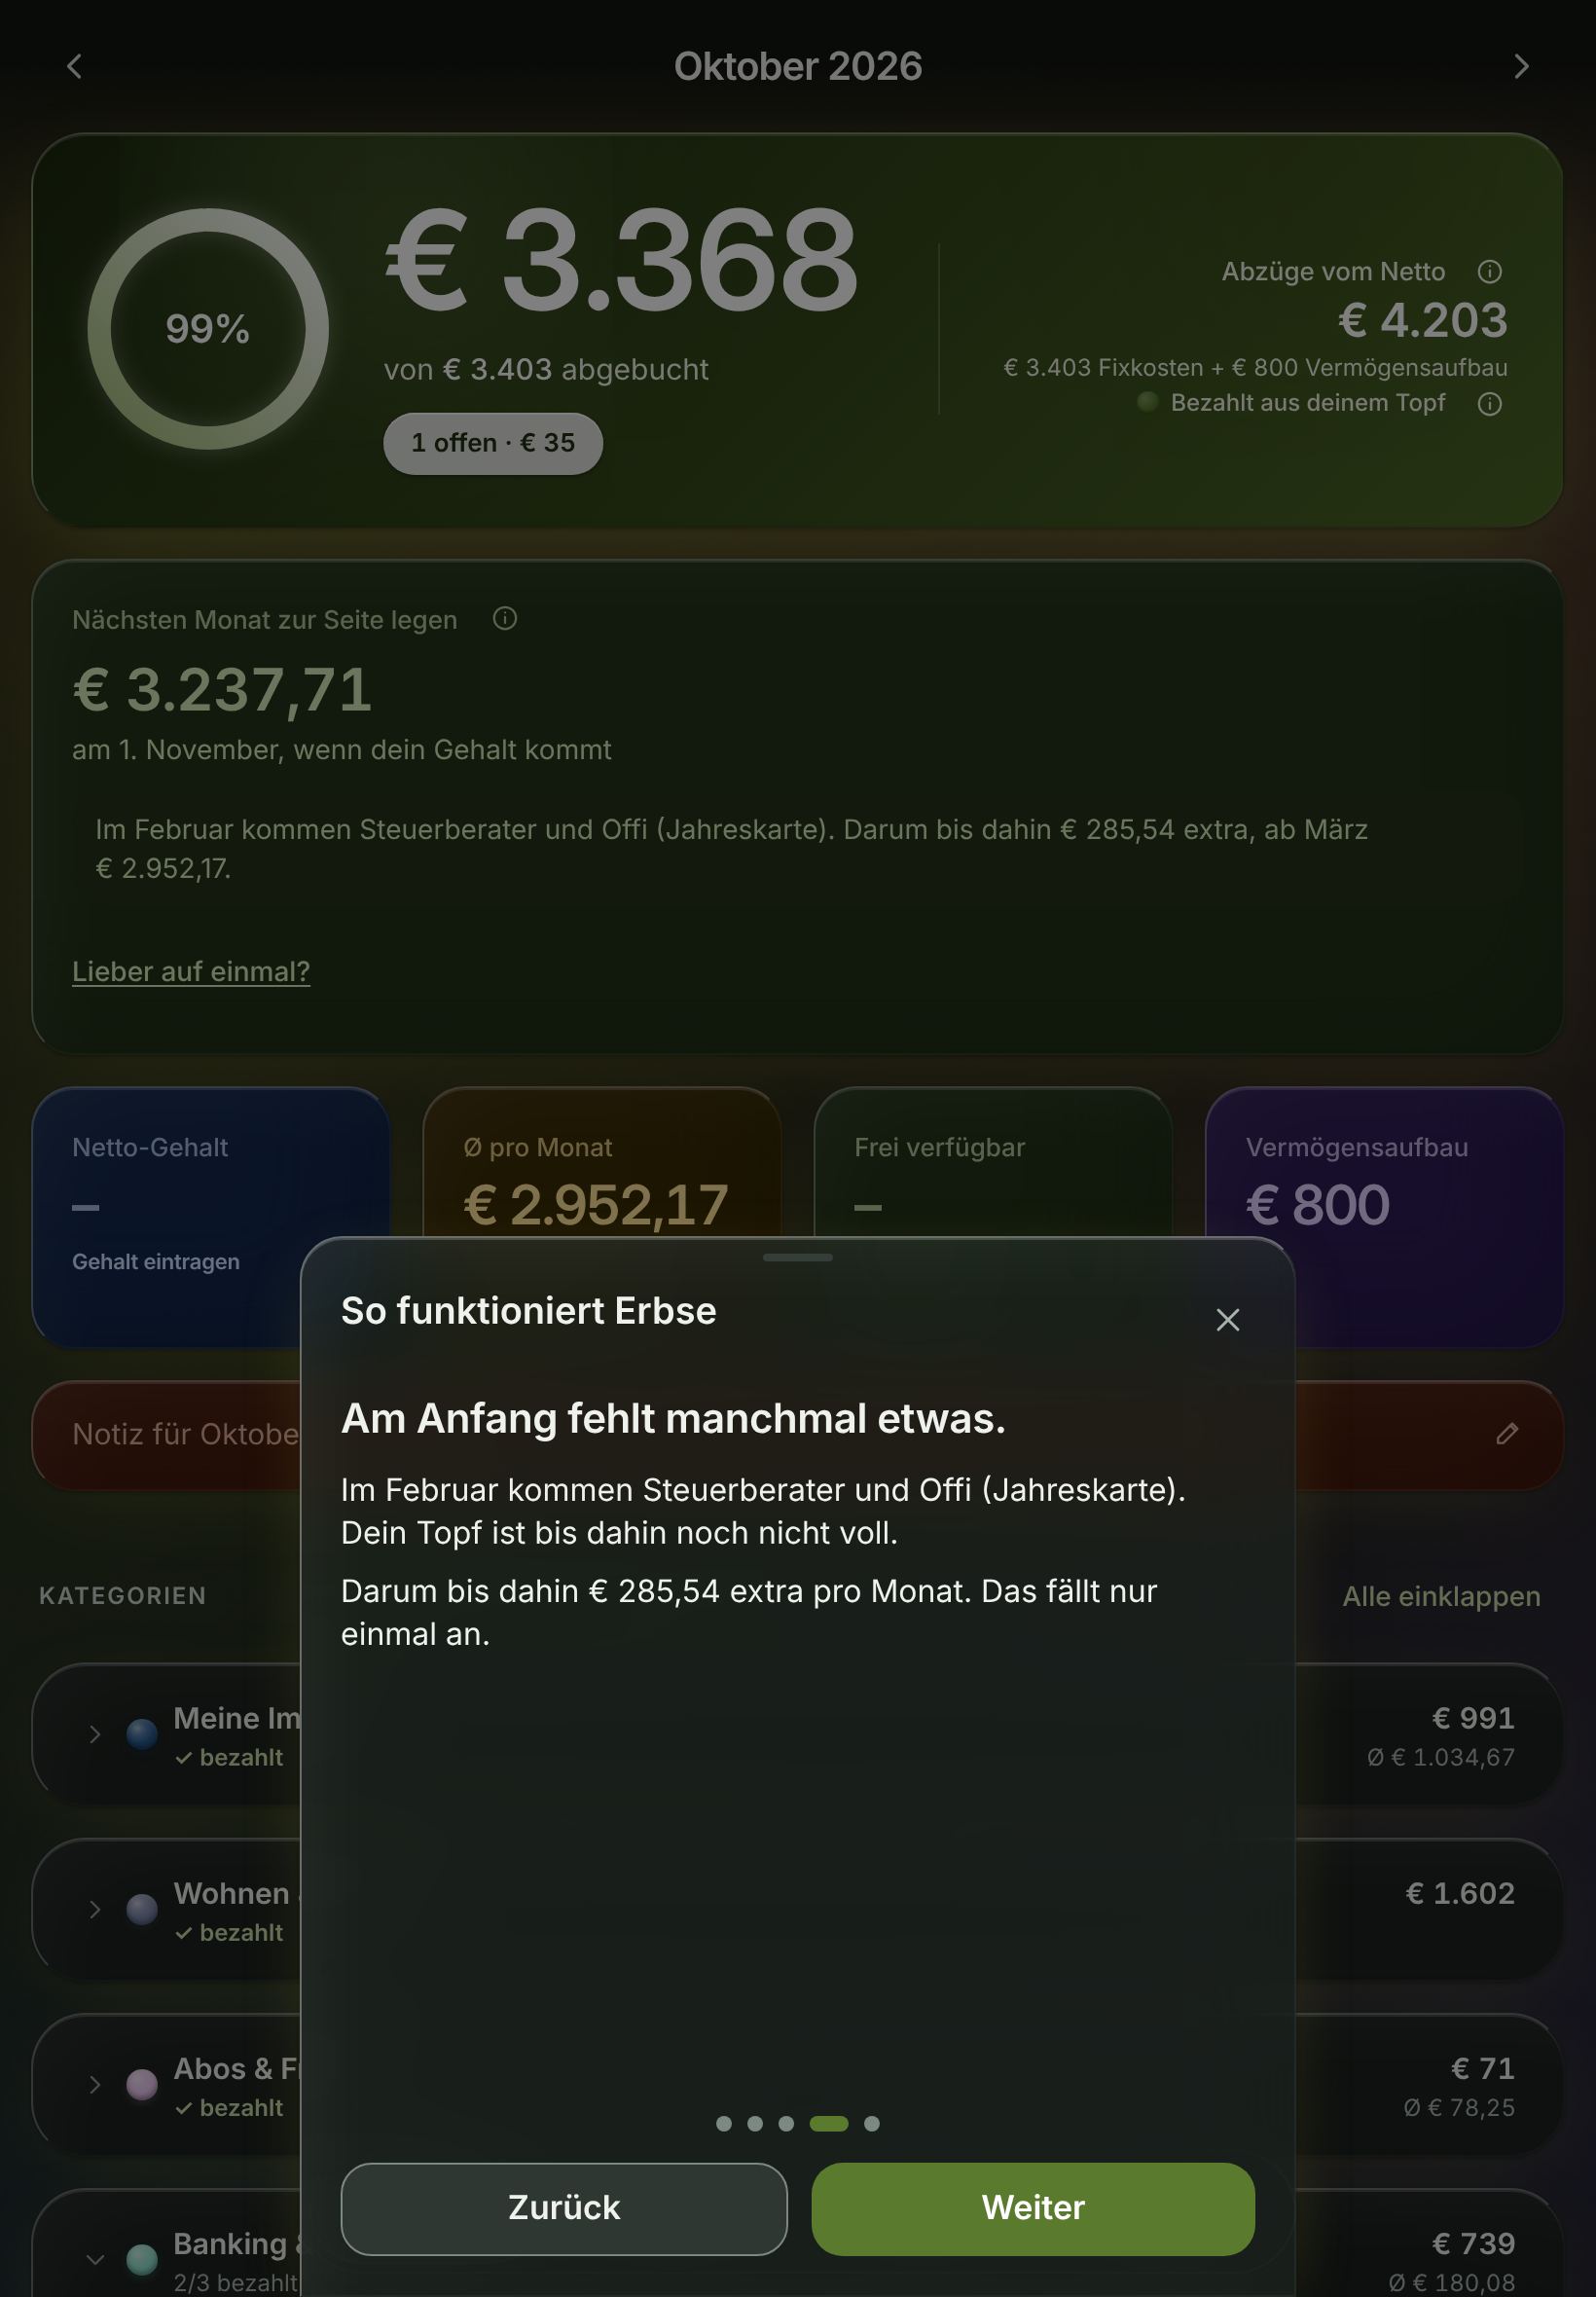 Oktober 2026
99%
€ 3.368
von € 3.403 abgebucht
1 offen · € 35
Abzüge vom Netto
€ 4.203
€ 3.403 Fixkosten + € 800 Vermögensaufbau
Bezahlt aus deinem Topf
Nächsten Monat zur Seite legen
€ 3.237,71
am 1. November, wenn dein Gehalt kommt
Im Februar kommen Steuerberater und Offi (Jahreskarte). Darum bis dahin € 285,54 extra, ab März
€ 2.952,17.
Lieber auf einmal?
Netto-Gehalt
–
Gehalt eintragen
Ø pro Monat
€ 2.952,17
Frei verfügbar
–
Vermögensaufbau
€ 800
Notiz für Oktobe
So funktioniert Erbse
Am Anfang fehlt manchmal etwas.
Im Februar kommen Steuerberater und Offi (Jahreskarte).
Dein Topf ist bis dahin noch nicht voll.
Darum bis dahin € 285,54 extra pro Monat. Das fällt nur
einmal an.
Zurück
Weiter
KATEGORIEN
Alle einklappen
Meine Im
✓ bezahlt
€ 991
Ø € 1.034,67
Wohnen
✓ bezahlt
€ 1.602
Abos & F
✓ bezahlt
€ 71
Ø € 78,25
Banking &
2/3 bezahlt
€ 739
Ø € 180,08